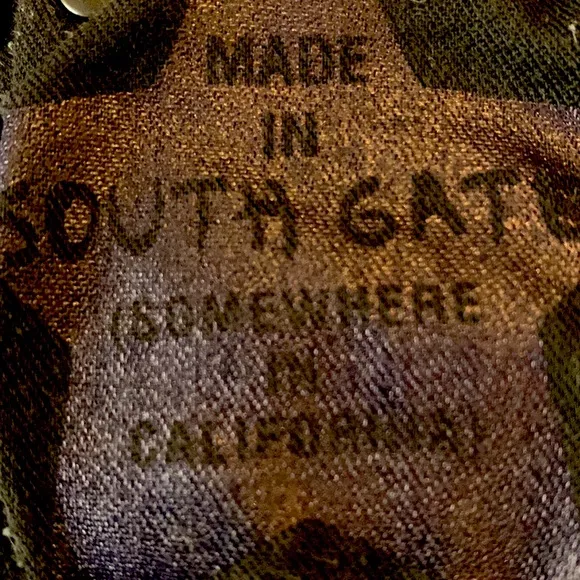 MADE
IN
SOUTH GATE
(SOMEWHERE
IN
CALIFORNIA)